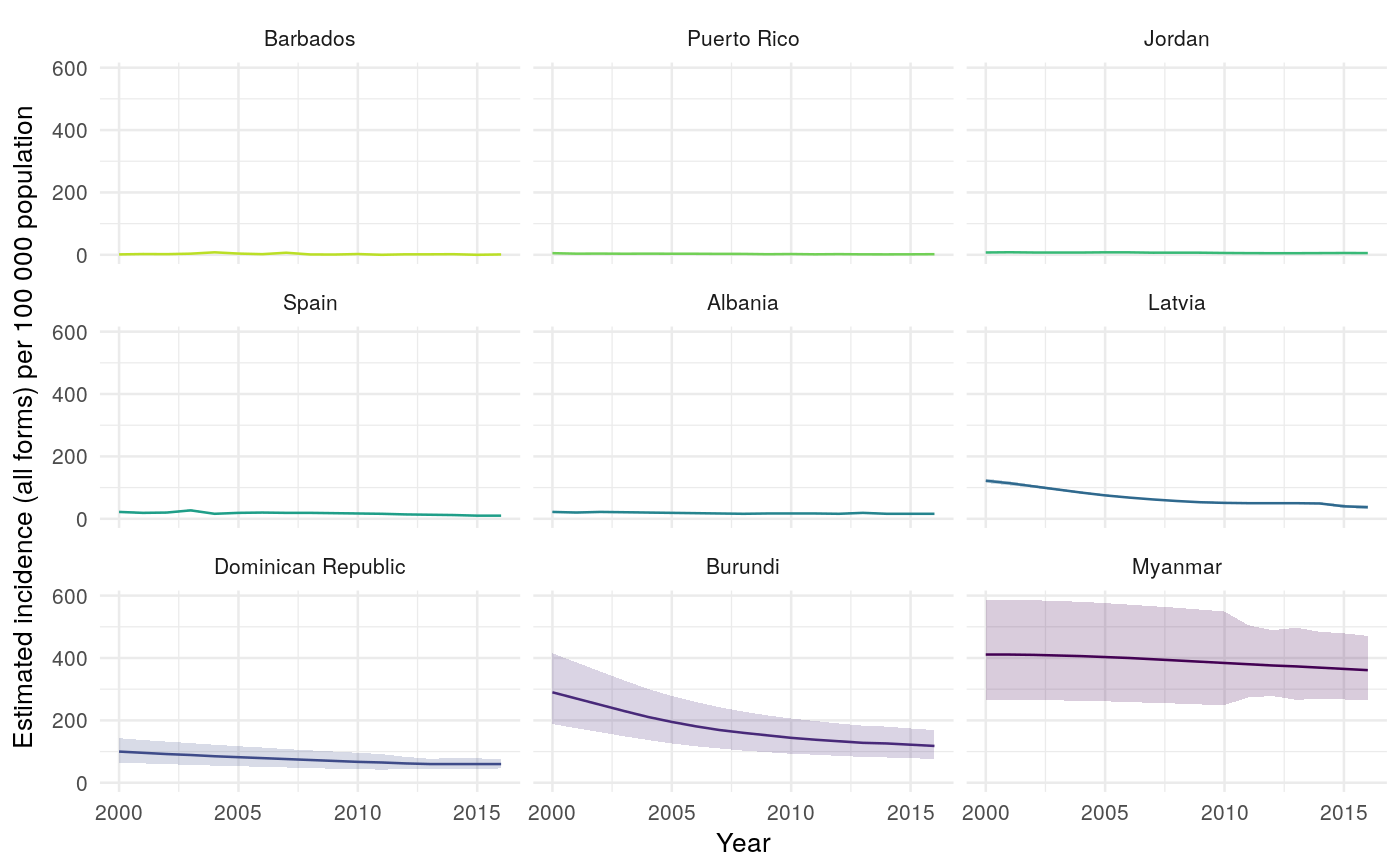 Barbados
Puerto Rico
Jordan
600
400
200
0
Spain
Albania
Latvia
600
400
200
0
Dominican Republic
Burundi
Myanmar
600
400
200
0
2000 2005 2010 2015 2000 2005 2010 2015 2000 2005 2010 2015
Year
Estimated incidence (all forms) per 100 000 population